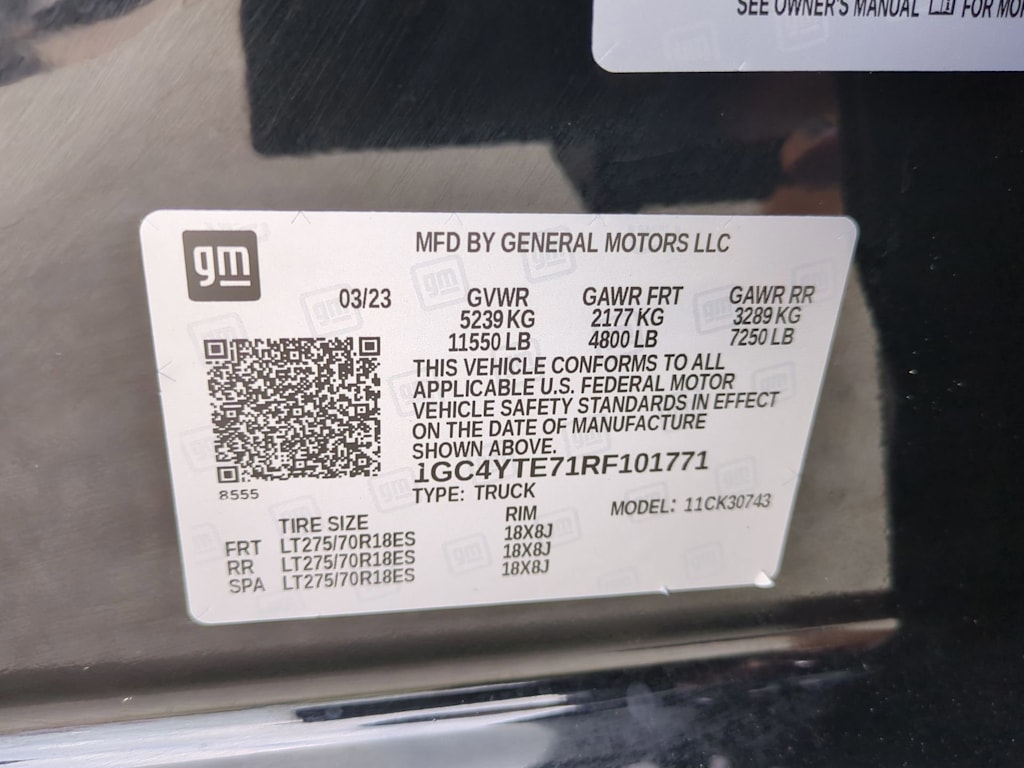 SEE OWNER'S MANUAL FOR
gm
MFD BY GENERAL MOTORS LLC
03/23 GVWR GAWR FRT GAWR RR
5239 KG 2177 KG 3289 KG
11550 LB 4800 LB 7250 LB
THIS VEHICLE CONFORMS TO ALL
APPLICABLE U.S. FEDERAL MOTOR
VEHICLE SAFETY STANDARDS IN EFFECT
ON THE DATE OF MANUFACTURE
SHOWN ABOVE.
8555
1GC4YTE71RF101771
TYPE: TRUCK
MODEL: 11CK30743
TIRE SIZE RIM
FRT LT275/70R18ES 18X8J
RR LT275/70R18ES 18X8J
SPA LT275/70R18ES 18X8J